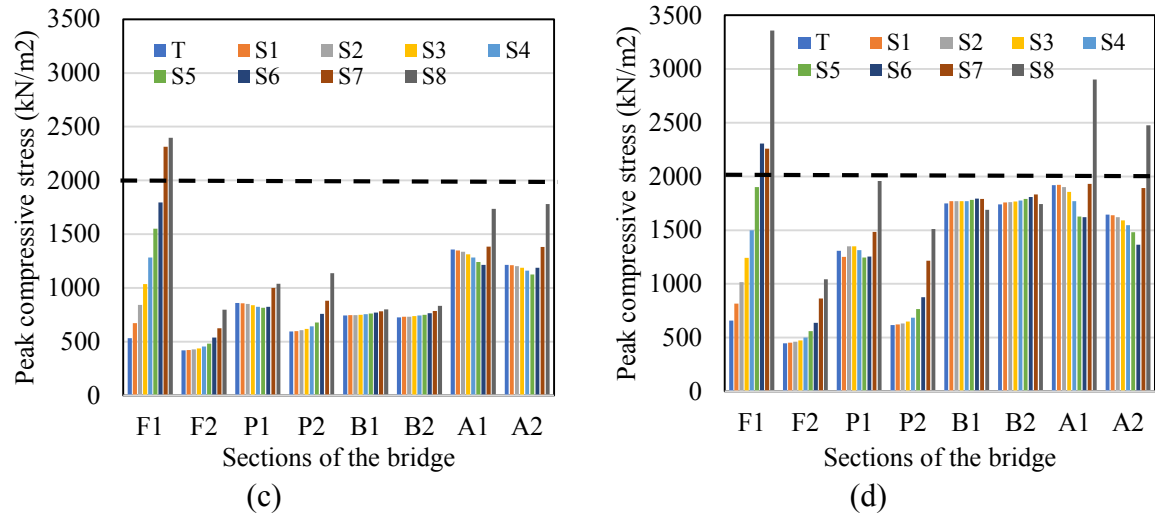 Peak compressive stress (kN/m2)
3500
3000
2500
2000
1500
1000
500
0
T S1 S2 S3 S4
S5 S6 S7 S8
F1 F2 P1 P2 B1 B2 A1 A2
Sections of the bridge
(c)
Peak compressive stress (kN/m2)
3500
3000
2500
2000
1500
1000
500
0
T S1 S2 S3 S4
S5 S6 S7 S8
F1 F2 P1 P2 B1 B2 A1 A2
Sections of the bridge
(d)